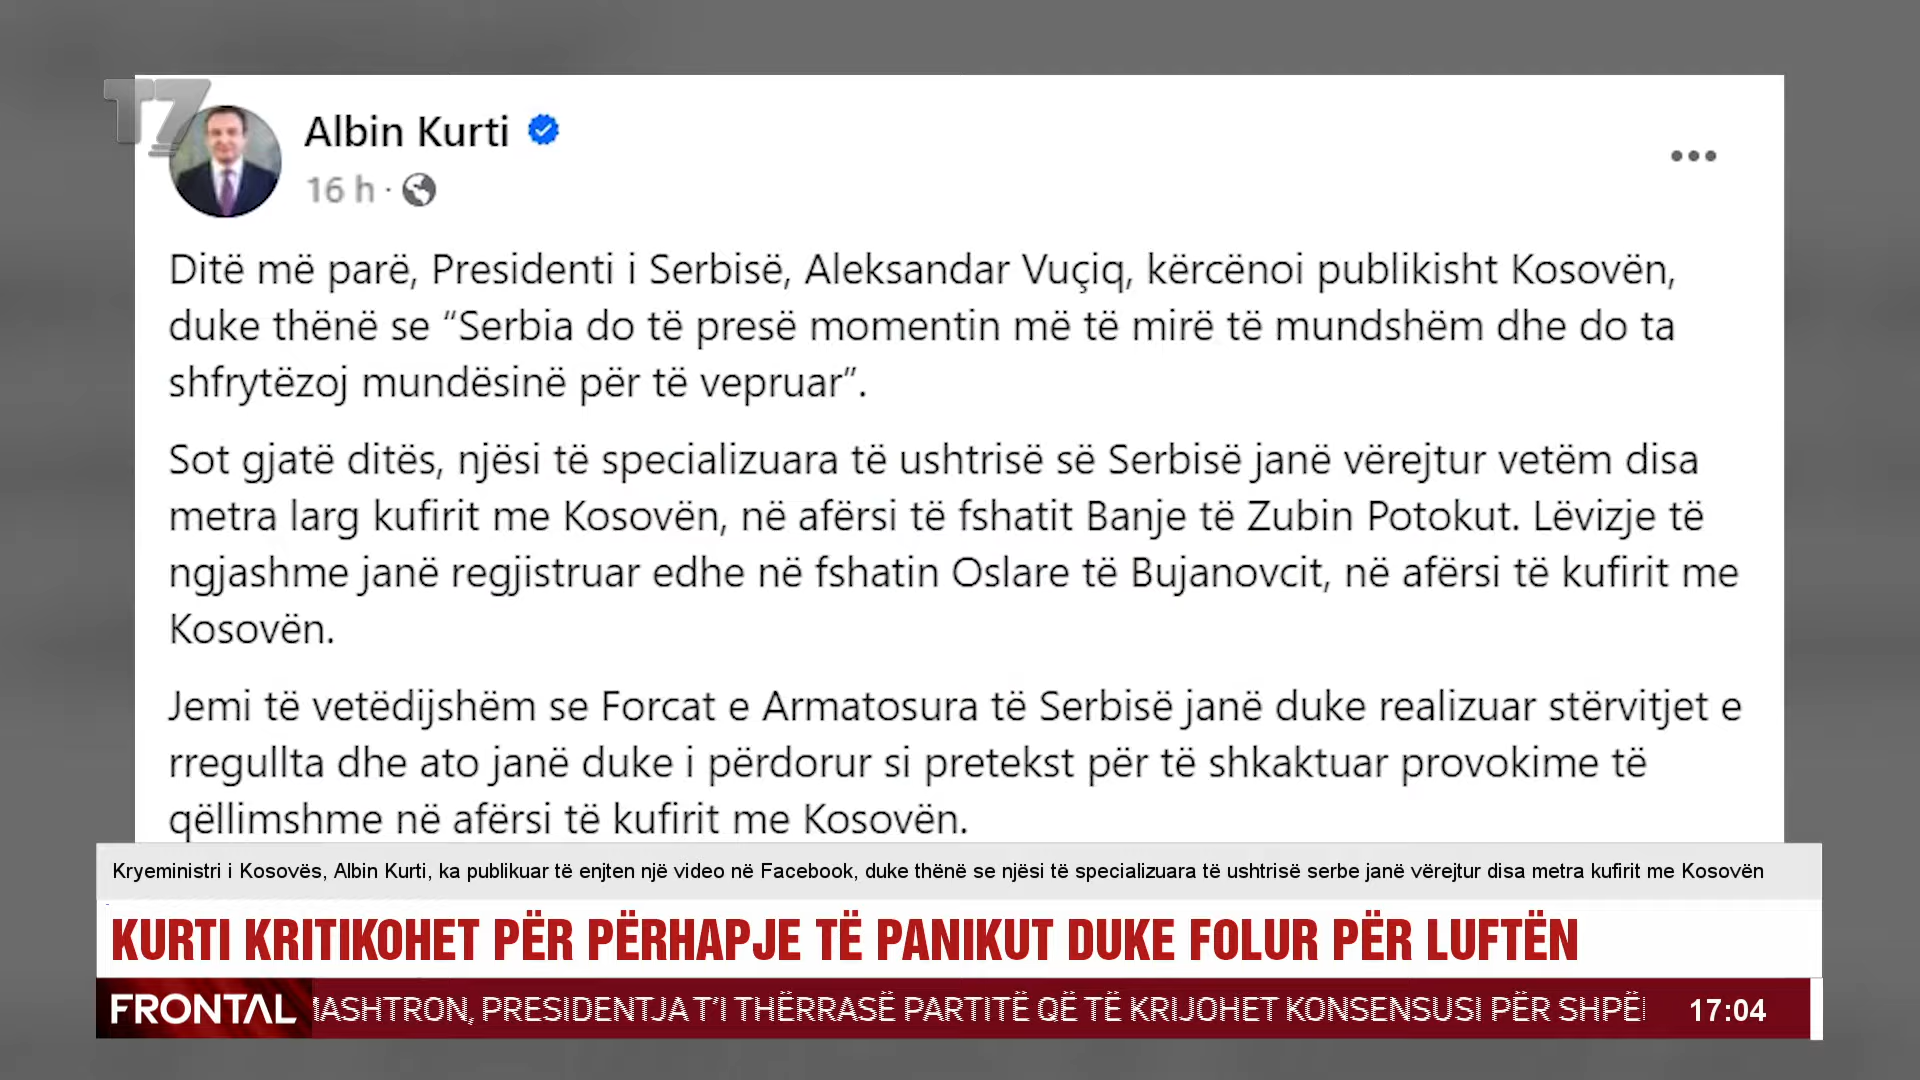 T7
Albin Kurti
16 h ·
Ditë më parë, Presidenti i Serbisë, Aleksandar Vuçiq, kërcënoi publikisht Kosovën,
duke thënë se “Serbia do të presë momentin më të mirë të mundshëm dhe do ta
shfrytëzoj mundësinë për të vepruar”.
Sot gjatë ditës, njësi të specializuara të ushtrisë së Serbisë janë vërejtur vetëm disa
metra larg kufirit me Kosovën, në afërsi të fshatit Banje të Zubin Potokut. Lëvizje të
ngjashme janë regjistruar edhe në fshatin Oslare të Bujanovcit, në afërsi të kufirit me
Kosovën.
Jemi të vetëdijshëm se Forcat e Armatosura të Serbisë janë duke realizuar stërvitjet e
rregullta dhe ato janë duke i përdorur si pretekst për të shkaktuar provokime të
qëllimshme në afërsi të kufirit me Kosovën.
Kryeministri i Kosovës, Albin Kurti, ka publikuar të enjten një video në Facebook, duke thënë se njësi të specializuara të ushtrisë serbe janë vërejtur disa metra kufirit me Kosovën
KURTI KRITIKOHET PËR PËRHAPJE TË PANIKUT DUKE FOLUR PËR LUFTËN
FRONTAL PRESIDENTJA T'I THËRRASË PARTITË QË TË KRIJOHET KONSENSUSI PËR 17:04